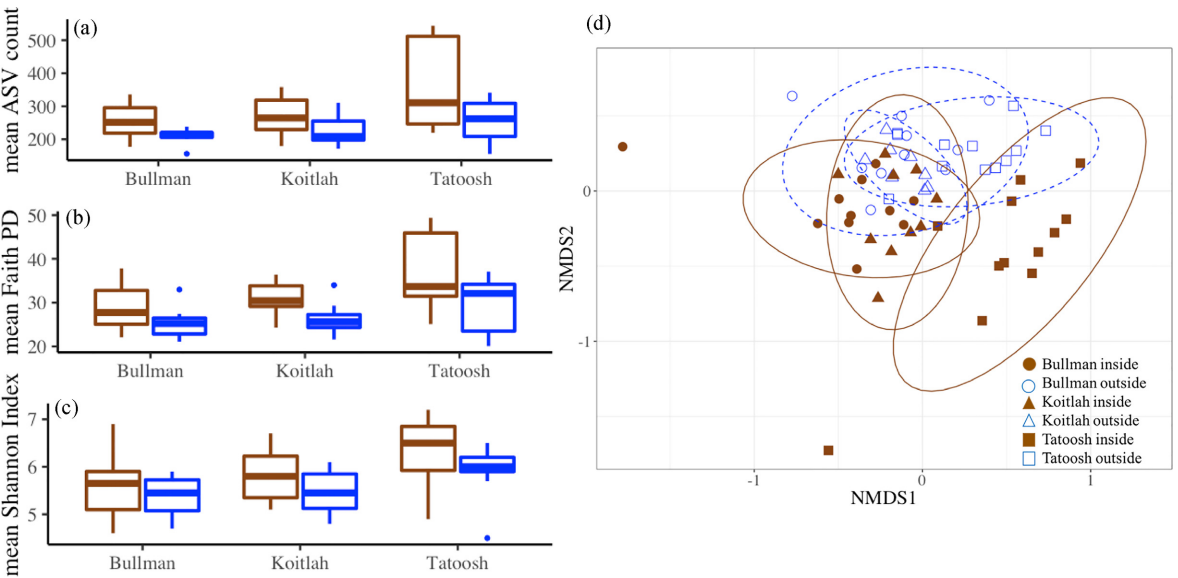 (a)
mean ASV count
500
400
300
200
Bullman Koitlah Tatoosh
(b)
mean Faith PD
50
40
30
20
Bullman Koitlah Tatoosh
(c)
mean Shannon Index
7
6
5
Bullman Koitlah Tatoosh
(d)
NMDS2
0
-1
-1 0 1
NMDS1
Bullman inside
Bullman outside
Koitlah inside
Koitlah outside
Tatoosh inside
Tatoosh outside